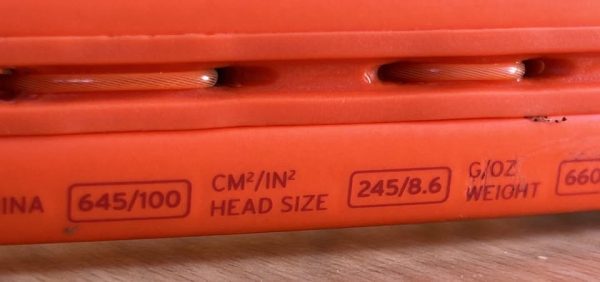 INA
645/100
CM²/IN²
HEAD SIZE
245/8.6
G/OZ
WEIGHT
660